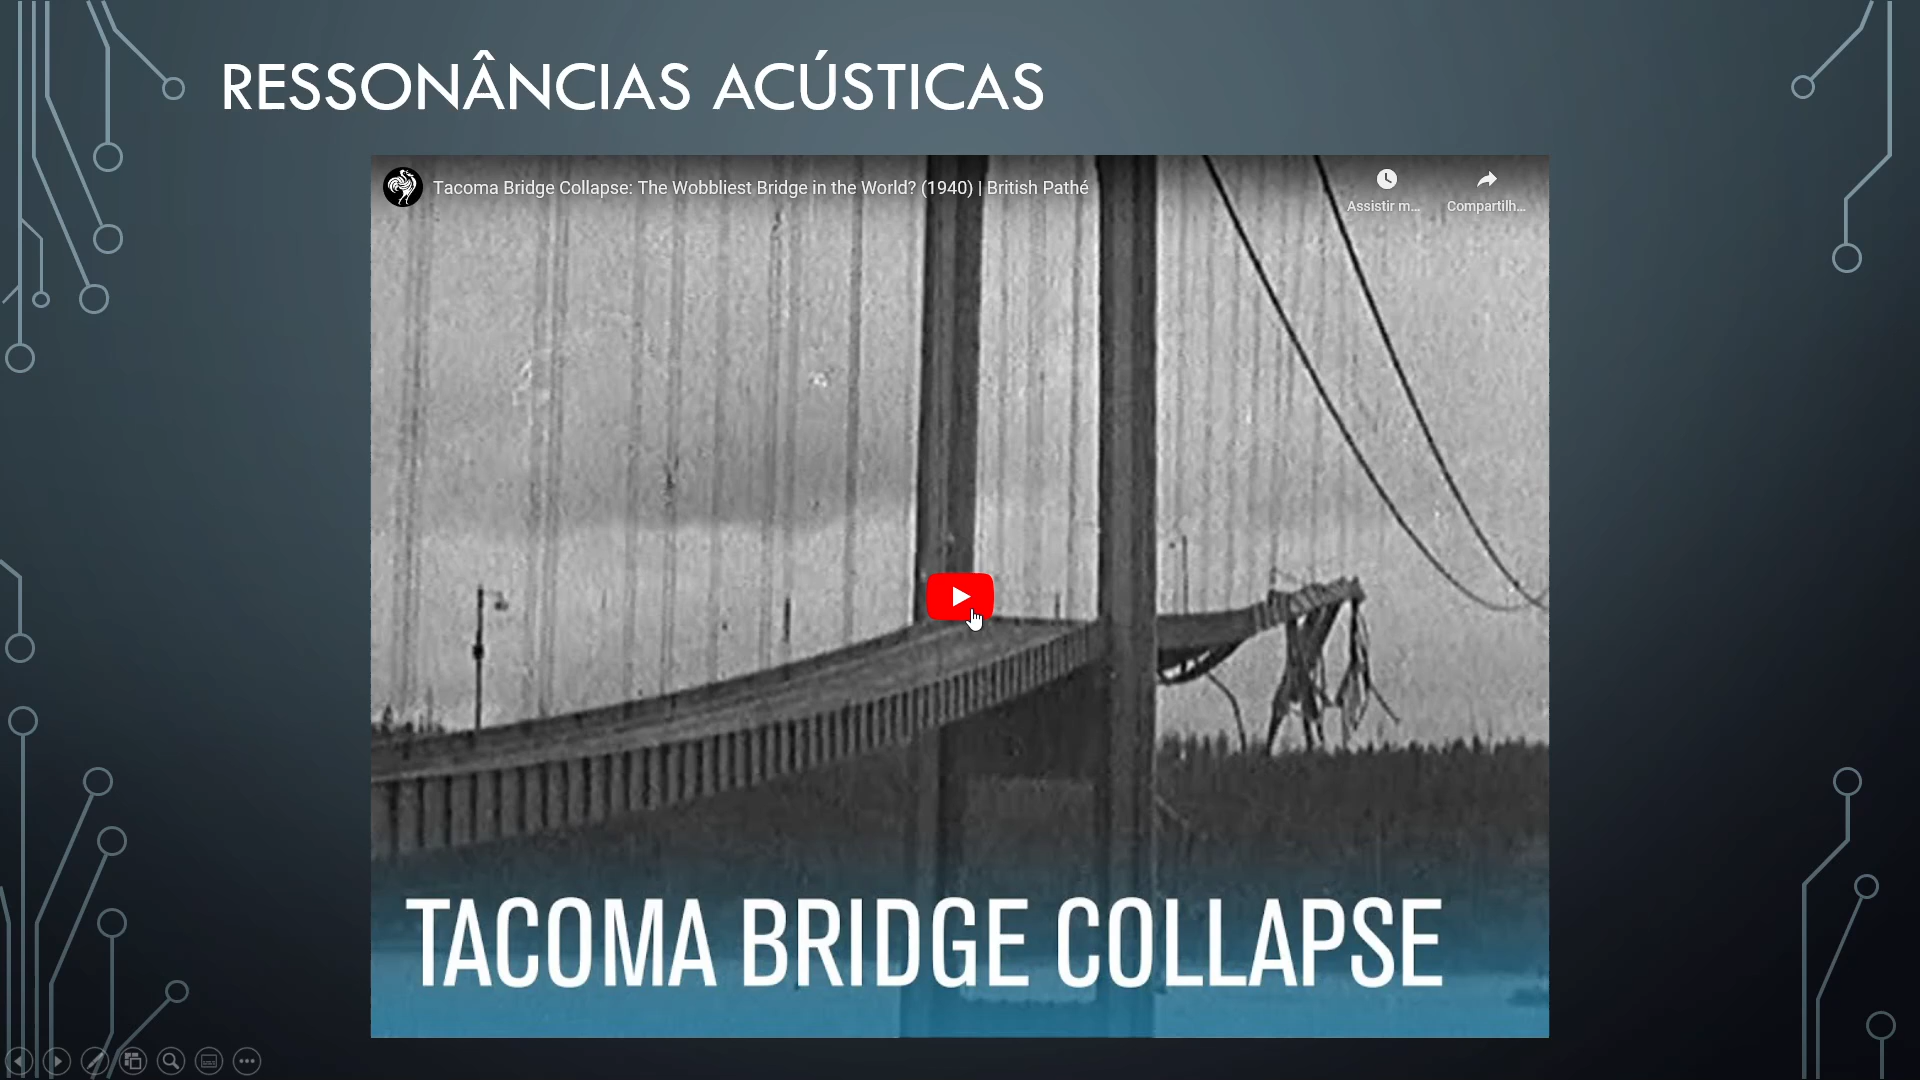 RESSONÂNCIAS ACÚSTICAS
Tacoma Bridge Collapse: The Wobbliest Bridge in the World? (1940) | British Pathé
Assistir m...
Compartilh...
TACOMA BRIDGE COLLAPSE